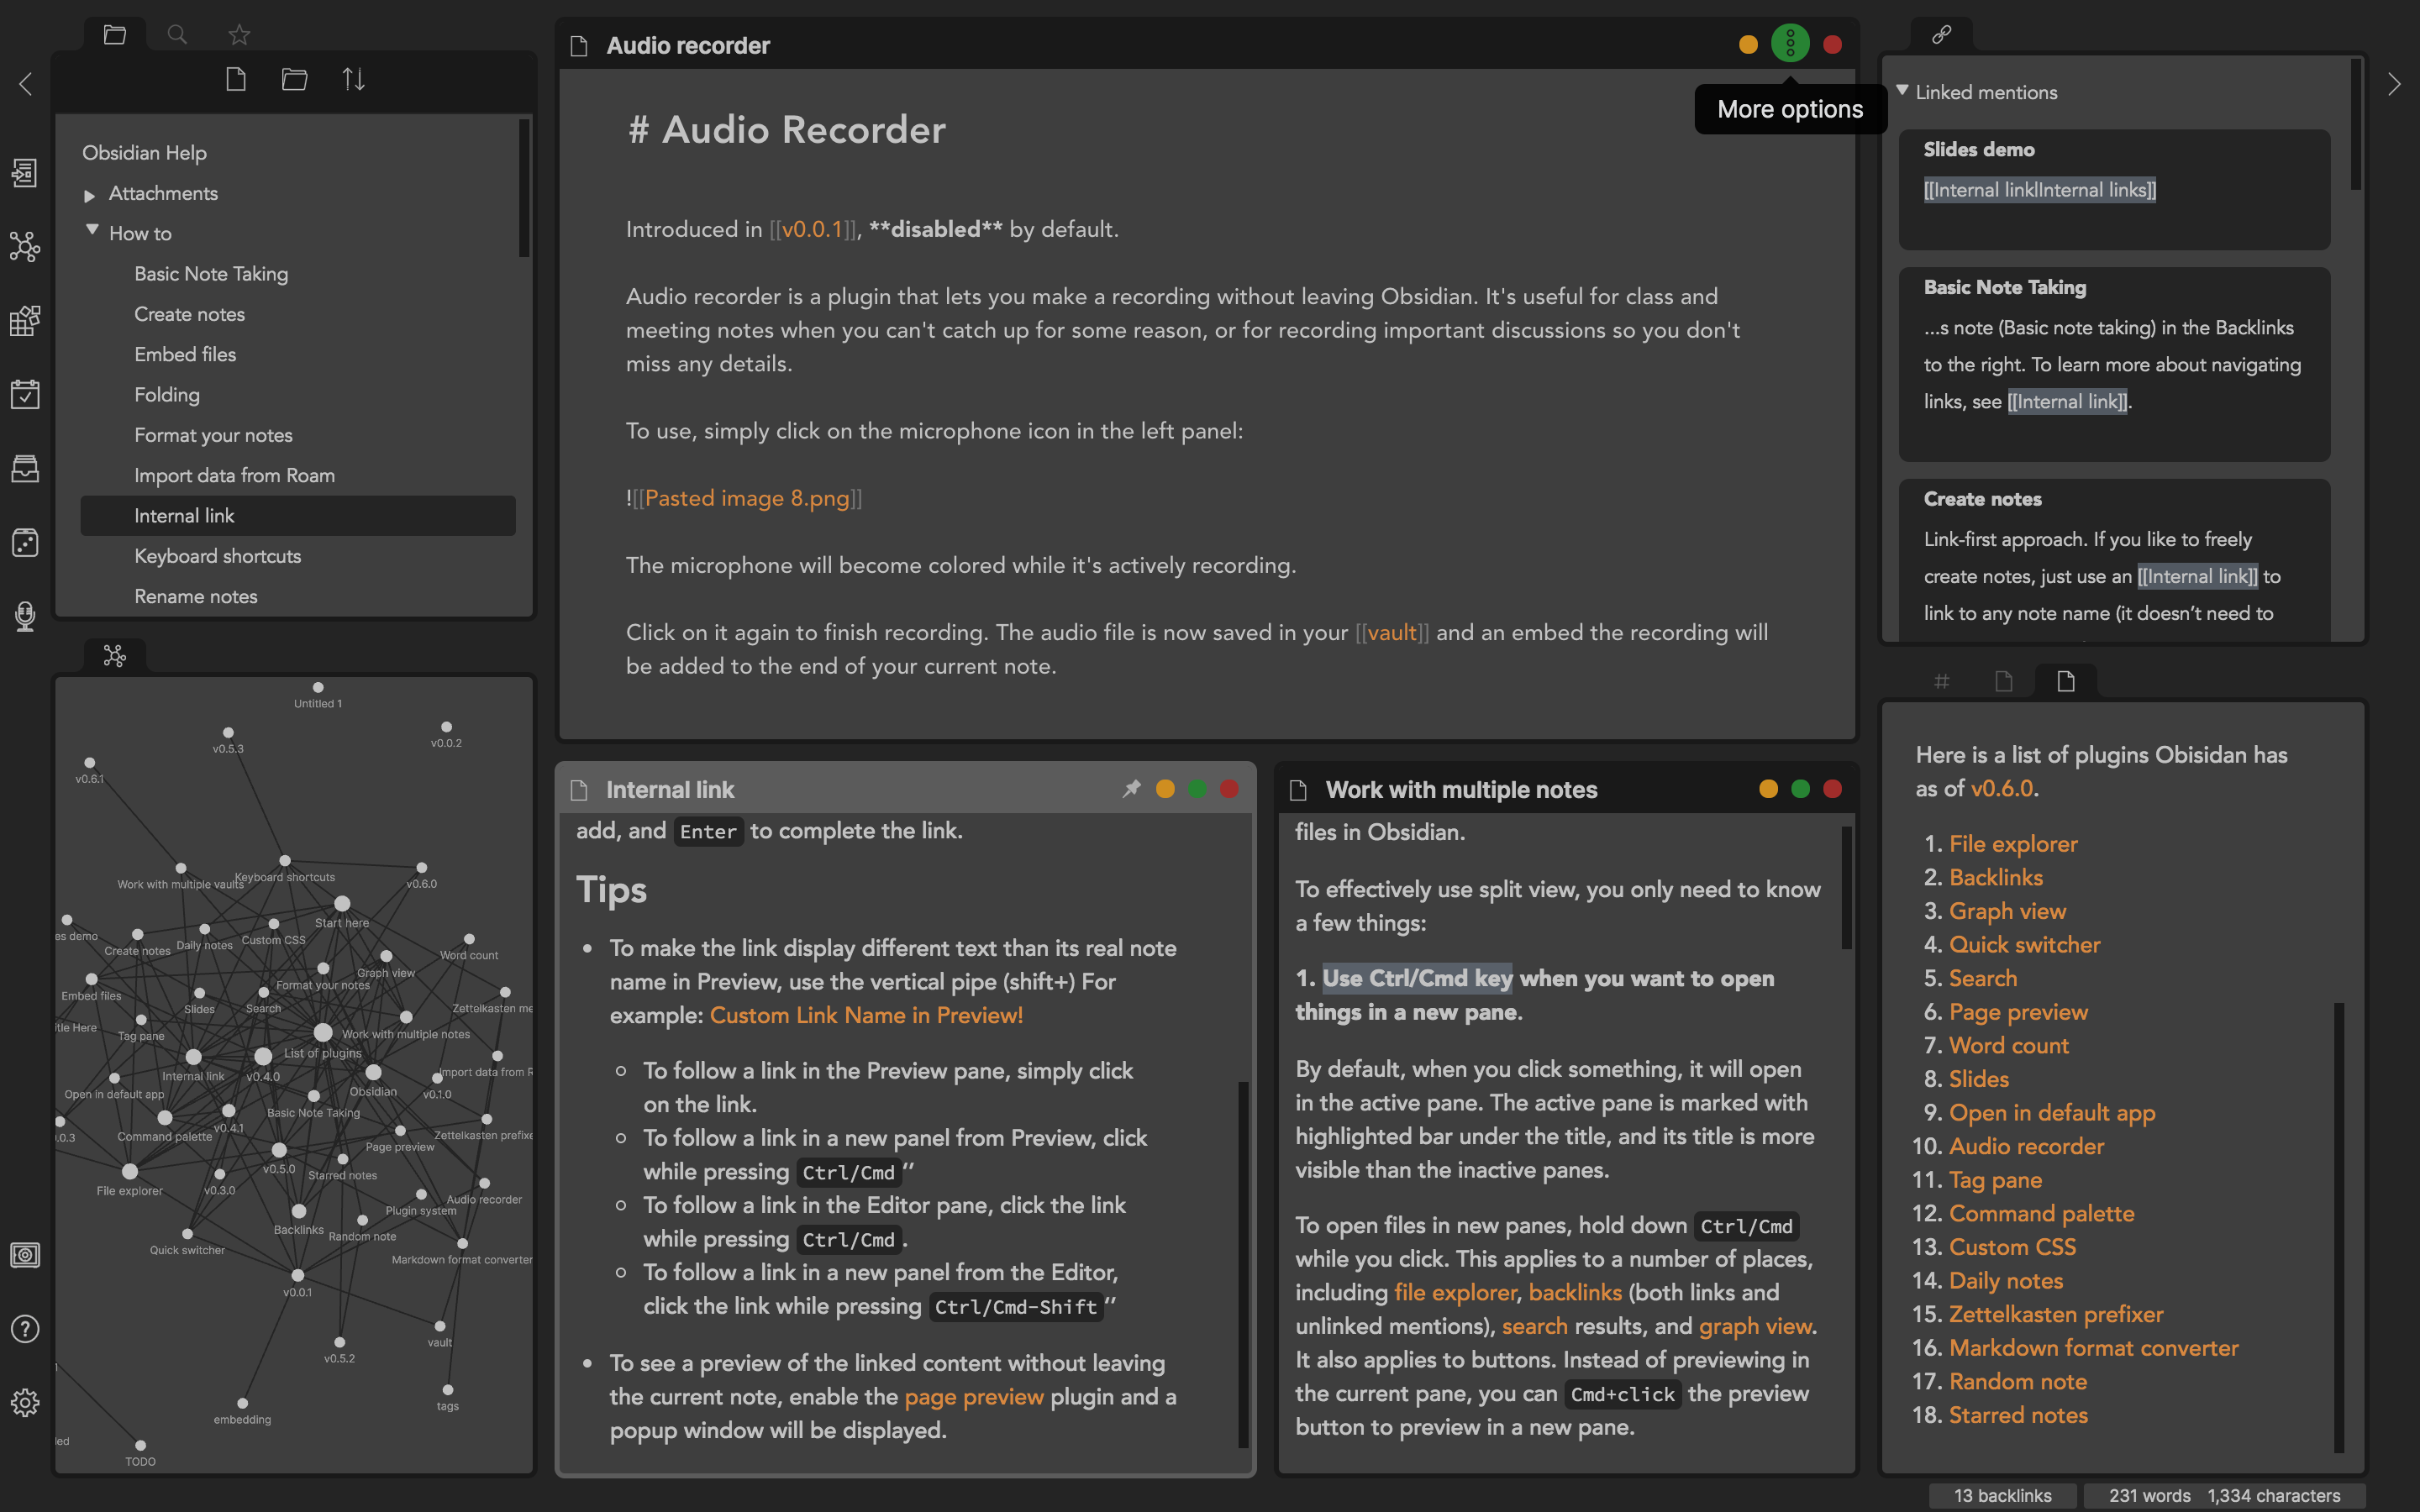 Obsidian Help
Attachments
How to
Basic Note Taking
Create notes
Embed files
Folding
Format your notes
Import data from Roam
Internal link
Keyboard shortcuts
Rename notes
Untitled 1
v0.5.3
v0.0.2
v0.6.1
Work with multiple vaults
Keyboard shortcuts
v0.6.0
Start here
es demo
Create notes
Daily notes
Custom CSS
Word count
Graph view
Format your notes
Embed files
Slides
Search
Zettelkasten me
itle Here
Tag pane
Work with multiple notes
List of plugins
Internal link
v0.4.0
Import data from R
Open in default app
Obsidian
v0.1.0
Basic Note Taking
.0.3
Command palette
v0.4.1
Zettelkasten prefixe
Page preview
v0.5.0
Starred notes
File explorer
v0.3.0
Audio recorder
Plugin system
Backlinks
Random note
Quick switcher
Markdown format converter
v0.0.1
vault
v0.5.2
tags
embedding
led
TODO
Audio recorder
More options
# Audio Recorder
Introduced in [[v0.0.1]], **disabled** by default.
Audio recorder is a plugin that lets you make a recording without leaving Obsidian. It's useful for class and
meeting notes when you can't catch up for some reason, or for recording important discussions so you don't
miss any details.
To use, simply click on the microphone icon in the left panel:
![[Pasted image 8.png]]
The microphone will become colored while it's actively recording.
Click on it again to finish recording. The audio file is now saved in your [[vault]] and an embed the recording will
be added to the end of your current note.
Internal link
add, and Enter to complete the link.
Tips
• To make the link display different text than its real note
name in Preview, use the vertical pipe (shift+) For
example: Custom Link Name in Preview!
To follow a link in the Preview pane, simply click
on the link.
To follow a link in a new panel from Preview, click
while pressing Ctrl/Cmd“
To follow a link in the Editor pane, click the link
while pressing Ctrl/Cmd.
To follow a link in a new panel from the Editor,
click the link while pressing Ctrl/Cmd-Shift“
• To see a preview of the linked content without leaving
the current note, enable the page preview plugin and a
popup window will be displayed.
Work with multiple notes
files in Obsidian.
To effectively use split view, you only need to know
a few things:
1. Use Ctrl/Cmd key when you want to open
things in a new pane.
By default, when you click something, it will open
in the active pane. The active pane is marked with
highlighted bar under the title, and its title is more
visible than the inactive panes.
To open files in new panes, hold down Ctrl/Cmd
while you click. This applies to a number of places,
including file explorer, backlinks (both links and
unlinked mentions), search results, and graph view.
It also applies to buttons. Instead of previewing in
the current pane, you can Cmd+click the preview
button to preview in a new pane.
Linked mentions
Slides demo
[[Internal link|Internal links]]
Basic Note Taking
...s note (Basic note taking) in the Backlinks
to the right. To learn more about navigating
links, see [[Internal link]].
Create notes
Link-first approach. If you like to freely
create notes, just use an [[Internal link]] to
link to any note name (it doesn’t need to
Here is a list of plugins Obisidan has
as of v0.6.0.
1. File explorer
2. Backlinks
3. Graph view
4. Quick switcher
5. Search
6. Page preview
7. Word count
8. Slides
9. Open in default app
10. Audio recorder
11. Tag pane
12. Command palette
13. Custom CSS
14. Daily notes
15. Zettelkasten prefixer
16. Markdown format converter
17. Random note
18. Starred notes
13 backlinks
231 words 1,334 characters